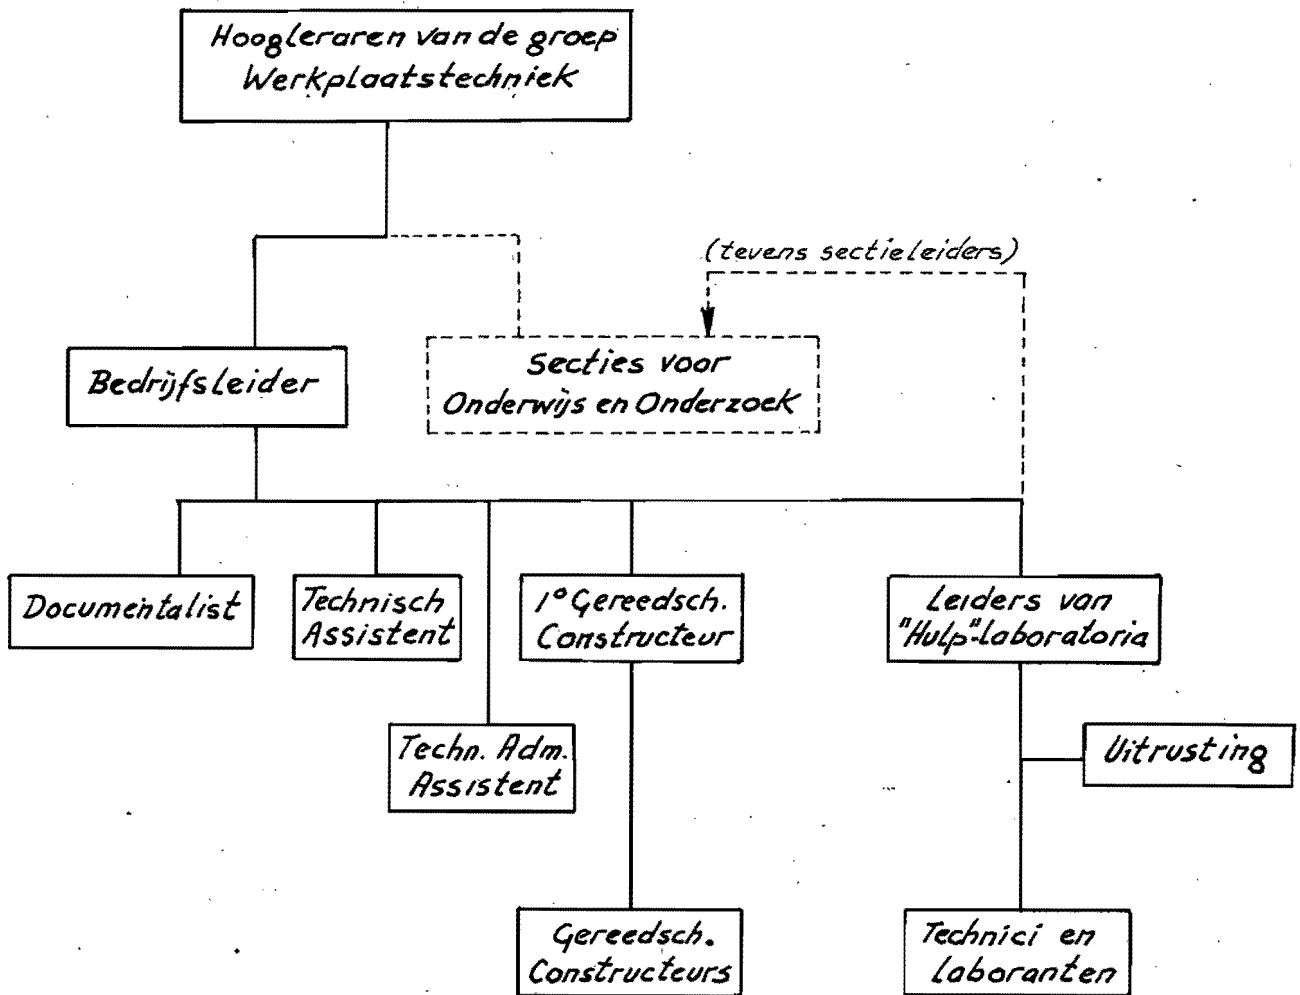 Hoogleraren van de groep
Werkplaatstechniek
(tevens sectieleiders)
Bedrijfsleider
Secties voor
Onderwijs en Onderzoek
Documentalist
Technisch
Assistent
1° Gereedsch.
Constructeur
Leiders van
"Hulp"-laboratoria
Techn. Adm.
Assistent
Uitrusting
Gereedsch.
Constructeurs
Technici en
laboranten